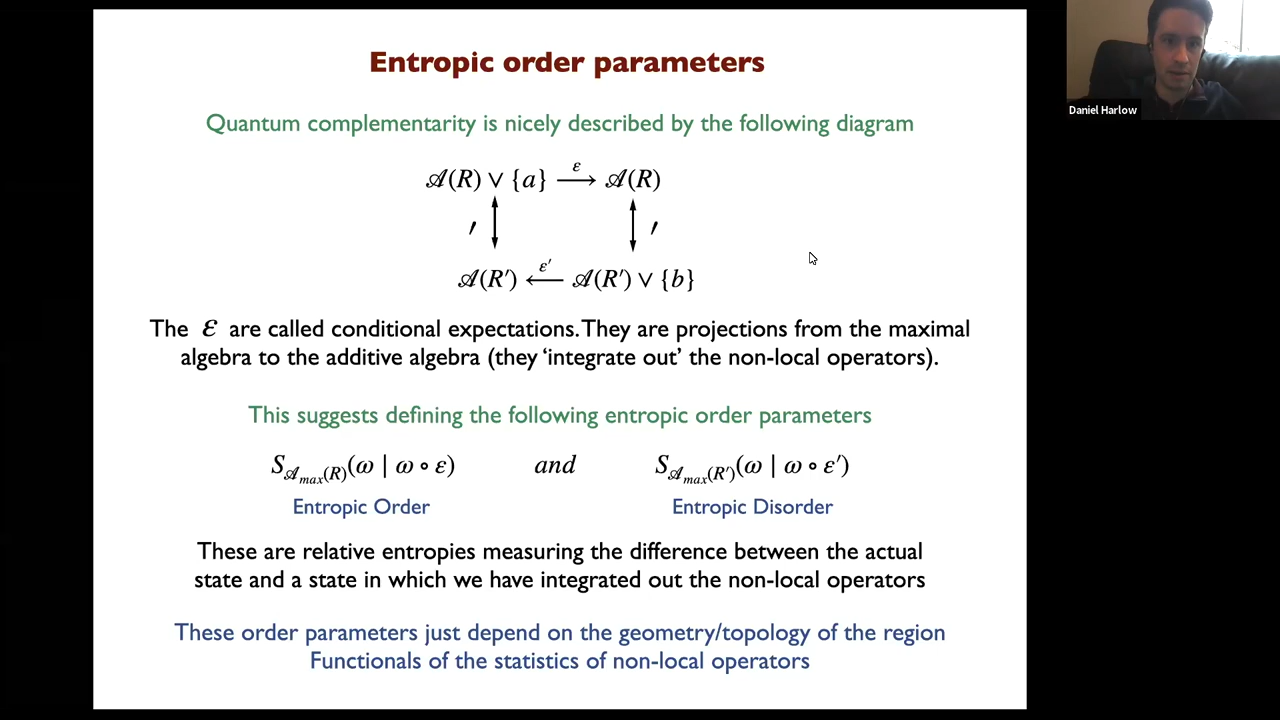 Entropic order parameters
Daniel Harlow
Quantum complementarity is nicely described by the following diagram
𝒜(R) ∨ {a} ⟶ 𝒜(R)
ε
′ ′
ε′
𝒜(R′) ⟵ 𝒜(R′) ∨ {b}
The ε are called conditional expectations. They are projections from the maximal
algebra to the additive algebra (they ‘integrate out’ the non-local operators).
This suggests defining the following entropic order parameters
S_{𝒜_{max}(R)}(ω | ω ∘ ε) and S_{𝒜_{max}(R′)}(ω | ω ∘ ε′)
Entropic Order Entropic Disorder
These are relative entropies measuring the difference between the actual
state and a state in which we have integrated out the non-local operators
These order parameters just depend on the geometry/topology of the region
Functionals of the statistics of non-local operators